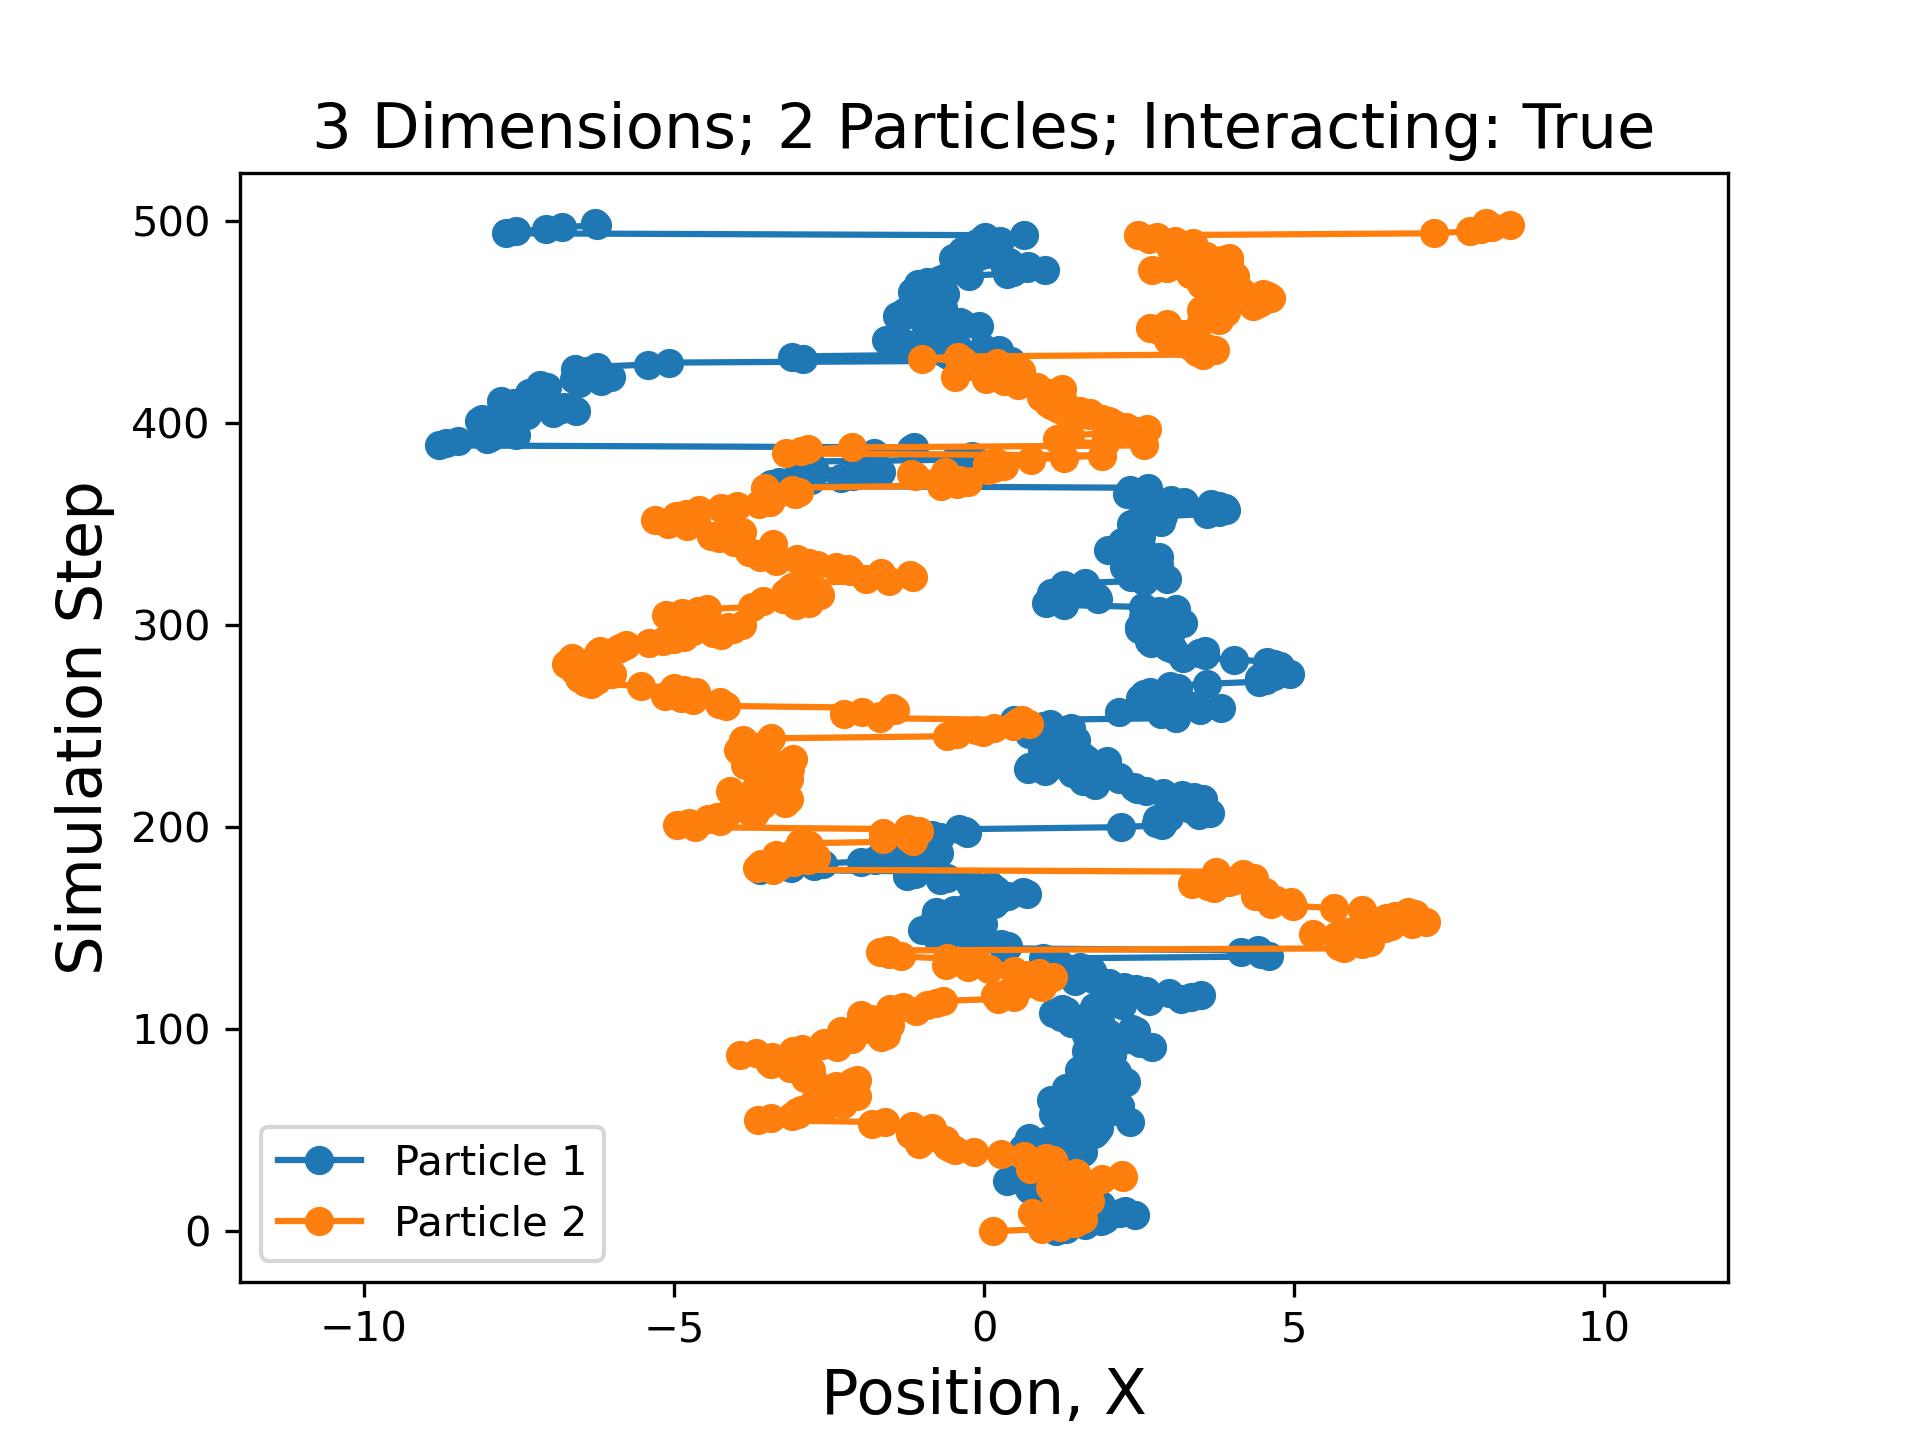 3 Dimensions; 2 Particles; Interacting: True
Simulation Step
500
400
300
200
100
0
Particle 1
Particle 2
−10
−5
0
5
10
Position, X